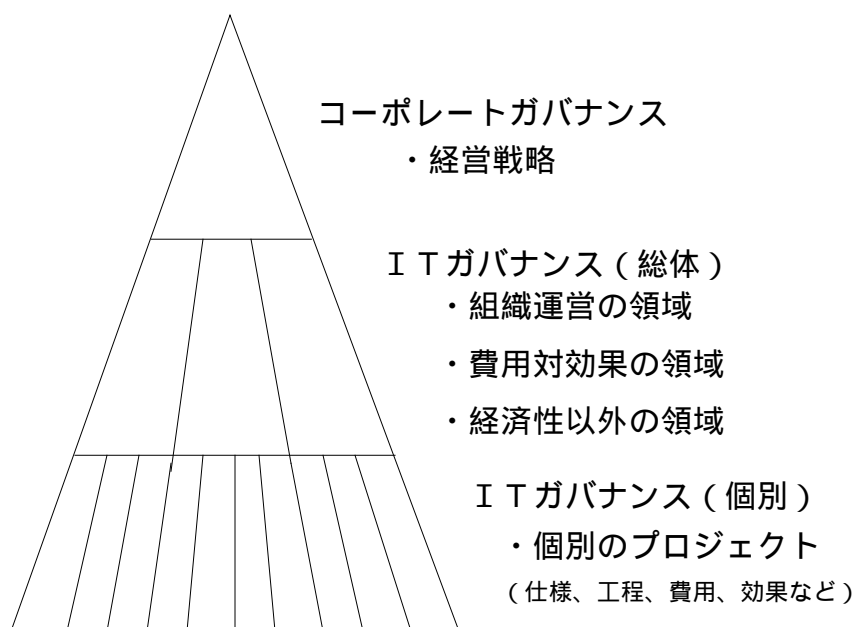 コーポレートガバナンス
・経営戦略
ＩＴガバナンス（総体）
・組織運営の領域
・費用対効果の領域
・経済性以外の領域
ＩＴガバナンス（個別）
・個別のプロジェクト
（仕様、工程、費用、効果など）